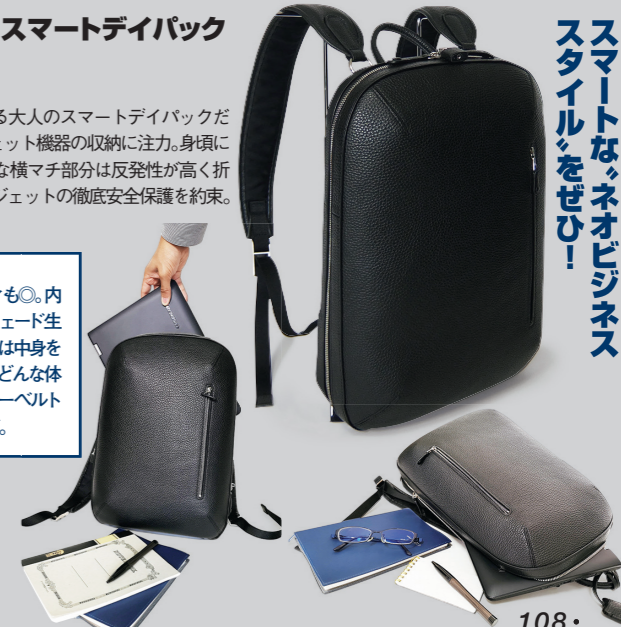 スマートデイパック
る大人のスマートデイパックだ
ェット機器の収納に注力。身頃に
な横マチ部分は反発性が高く折
ジェットの徹底安全保護を約束。
も◎。内
ェード生
は中身を
どんな体
ーベルト
。
スマートな〝ネオビジネス
スタイル〟をぜひ！
108・